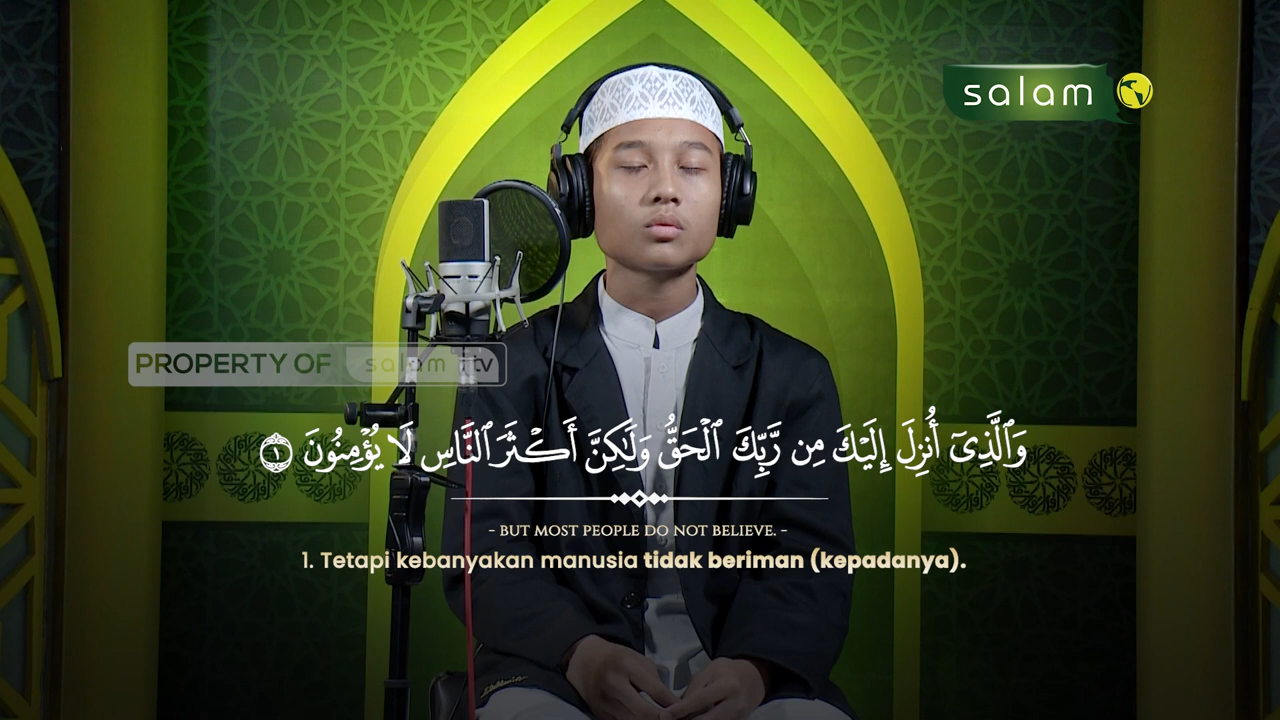 salam
PROPERTY OF salam tv
وَٱلَّذِىٓ أُنزِلَ إِلَيْكَ مِن رَّبِّكَ ٱلْحَقُّ وَلَـٰكِنَّ أَكْثَرَ ٱلنَّاسِ لَا يُؤْمِنُونَ ١
- BUT MOST PEOPLE DO NOT BELIEVE. -
1. Tetapi kebanyakan manusia tidak beriman (kepadanya).